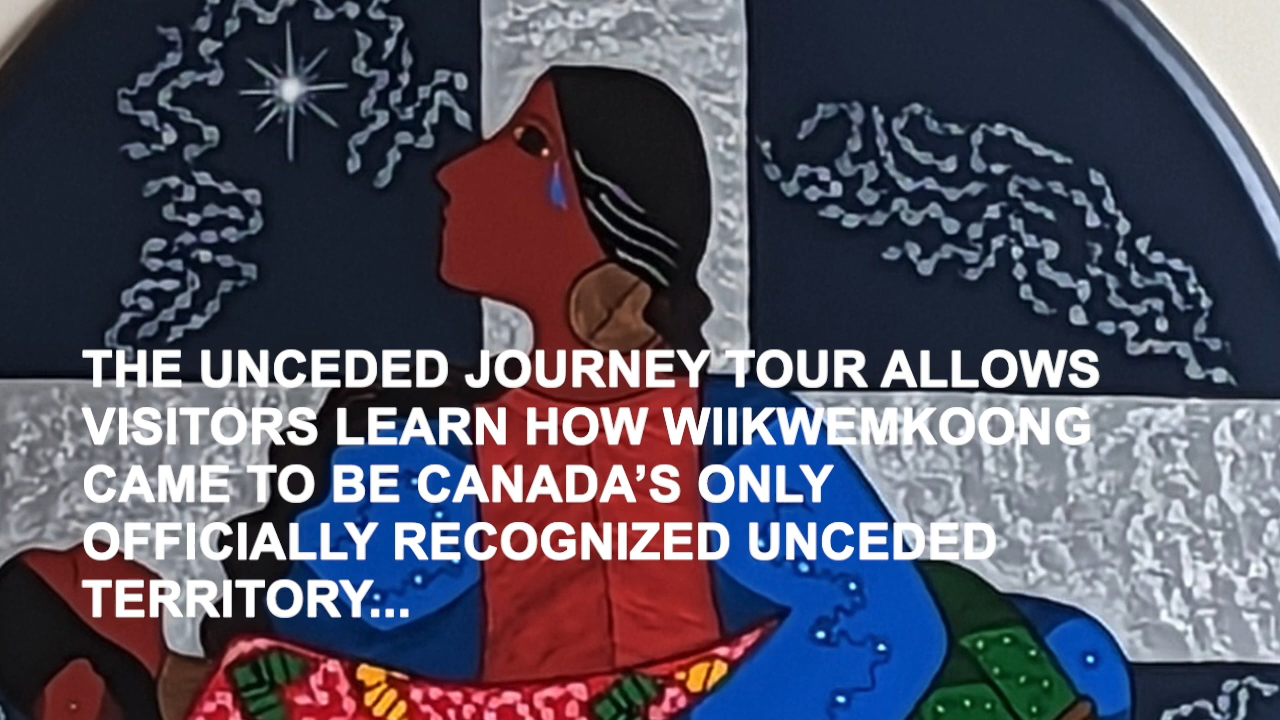 THE UNCEDED JOURNEY TOUR ALLOWS
VISITORS LEARN HOW WIIKWEMKOONG
CAME TO BE CANADA’S ONLY
OFFICIALLY RECOGNIZED UNCEDED
TERRITORY...